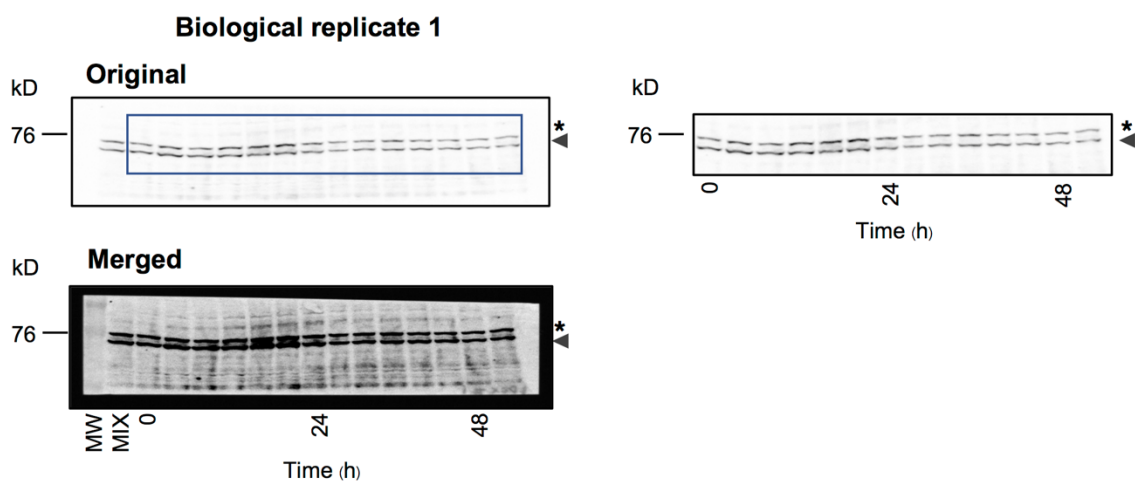 Biological replicate 1
Original
kD
76
*
0
24
48
Time (h)
kD
76
*
Merged
kD
76
*
MW
MIX
0
24
48
Time (h)